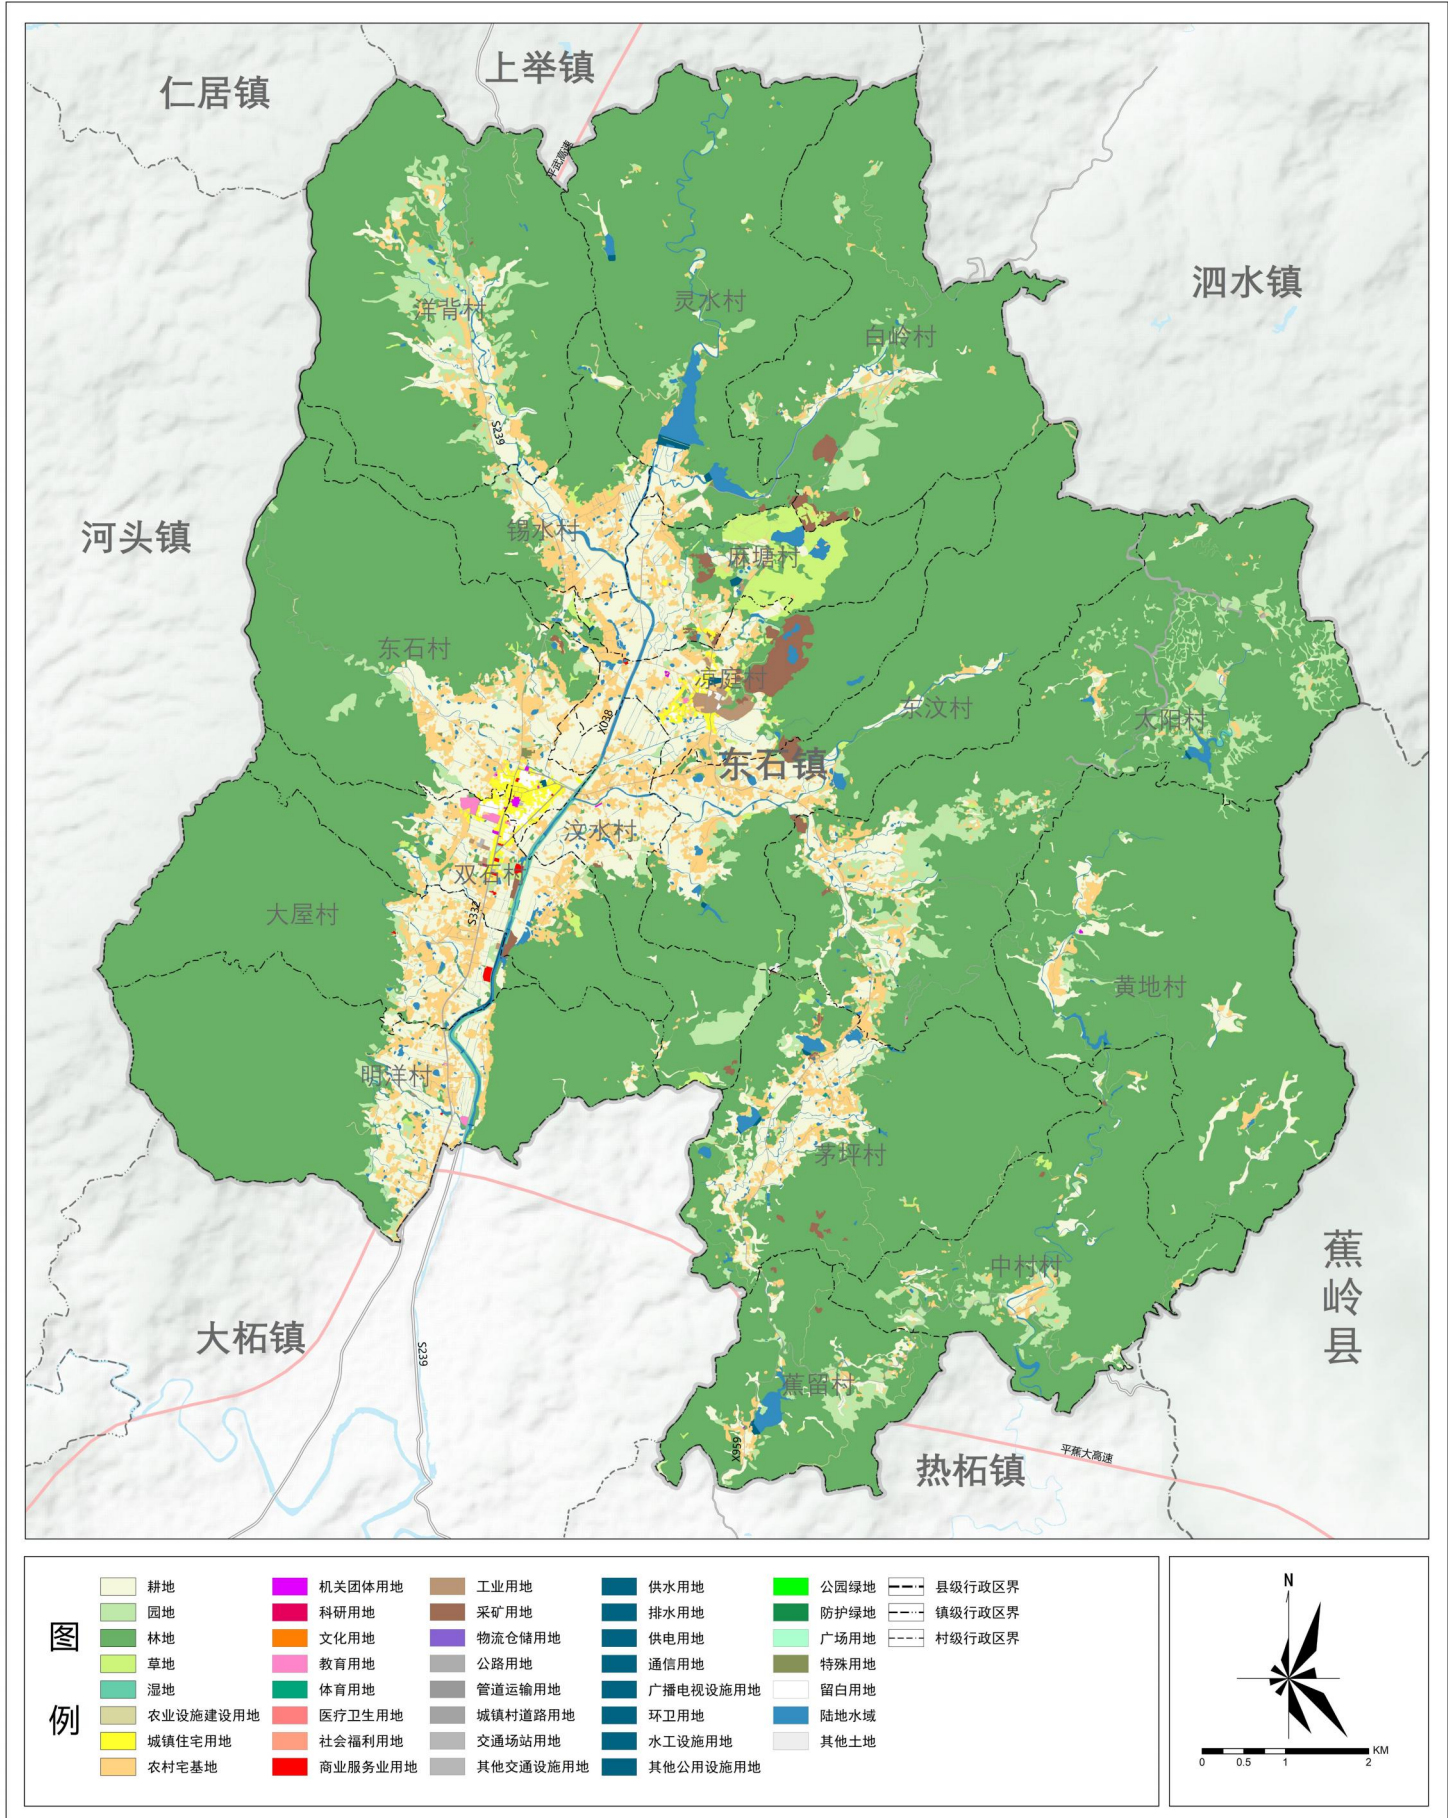 上举镇
仁居镇
平武高速
泗水镇
灵水村
洋背村
白岭村
S239
锡水村
河头镇
麻塘村
东石村
凉庭村
东汶村
太阳村
X038
东石镇
汶水村
双石村
S332
大屋村
黄地村
明洋村
茅坪村
蕉岭县
中村村
大柘镇
S239
蕉留村
X959
平蕉大高速
热柘镇
图例
耕地
园地
林地
草地
湿地
农业设施建设用地
城镇住宅用地
农村宅基地
机关团体用地
科研用地
文化用地
教育用地
体育用地
医疗卫生用地
社会福利用地
商业服务业用地
工业用地
采矿用地
物流仓储用地
公路用地
管道运输用地
城镇村道路用地
交通场站用地
其他交通设施用地
供水用地
排水用地
供电用地
通信用地
广播电视设施用地
环卫用地
水工设施用地
其他公用设施用地
公园绿地
防护绿地
广场用地
特殊用地
留白用地
陆地水域
其他土地
县级行政区界
镇级行政区界
村级行政区界
N
KM
0 0.5 1 2